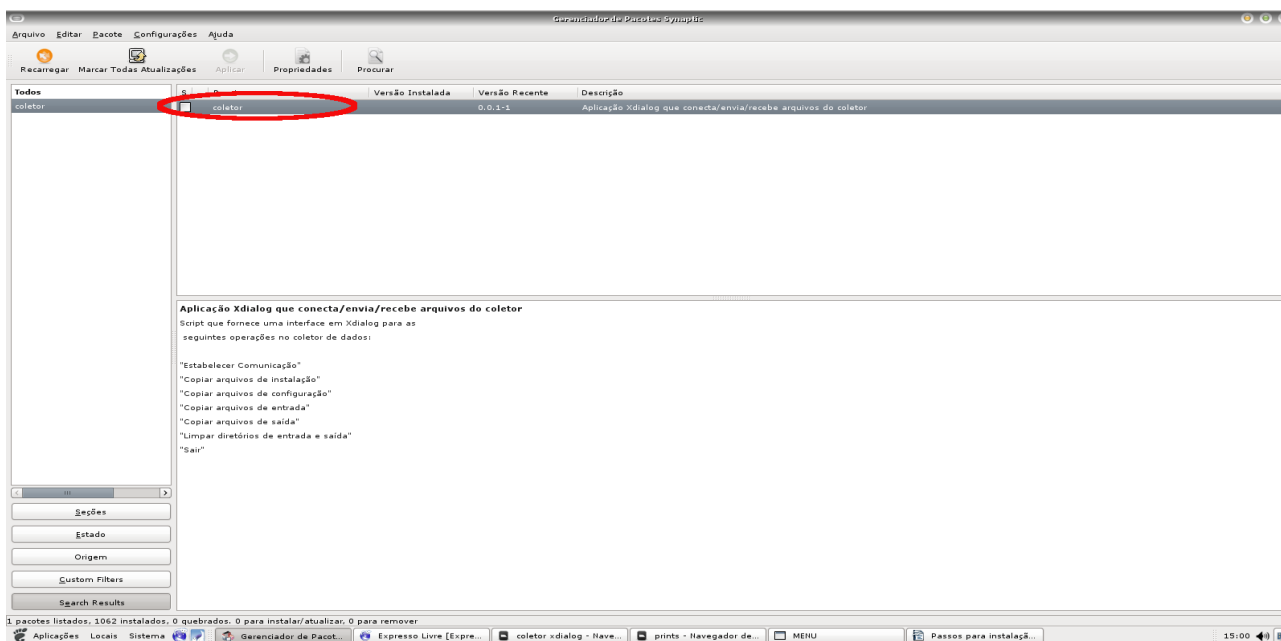 Gerenciador de Pacotes Synaptic
Arquivo Editar Pacote Configurações Ajuda
Recarregar Marcar Todas Atualizações Aplicar Propriedades Procurar
Todos
coletor
S Versão Instalada Versão Recente Descrição
coletor 0.0.1-1 Aplicação Xdialog que conecta/envia/recebe arquivos do coletor
Aplicação Xdialog que conecta/envia/recebe arquivos do coletor
Script que fornece uma interface em Xdialog para as
seguintes operações no coletor de dados:
"Estabelecer Comunicação"
"Copiar arquivos de instalação"
"Copiar arquivos de configuração"
"Copiar arquivos de entrada"
"Copiar arquivos de saída"
"Limpar diretórios de entrada e saída"
"Sair"
Seções
Estado
Origem
Custom Filters
Search Results
1 pacotes listados, 1062 instalados, 0 quebrados. 0 para instalar/atualizar, 0 para remover
Aplicações Locais Sistema Gerenciador de Pacot... Expresso Livre [Expre... coletor xdialog - Nave... prints - Navegador de... MENU Passos para instalaçã... 15:00